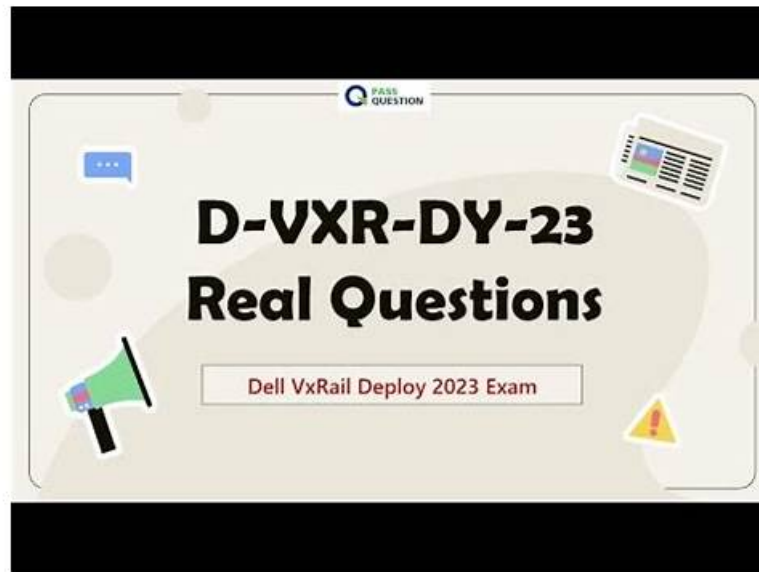 PASS
QUESTION
D-VXR-DY-23
Real Questions
Dell VxRail Deploy 2023 Exam